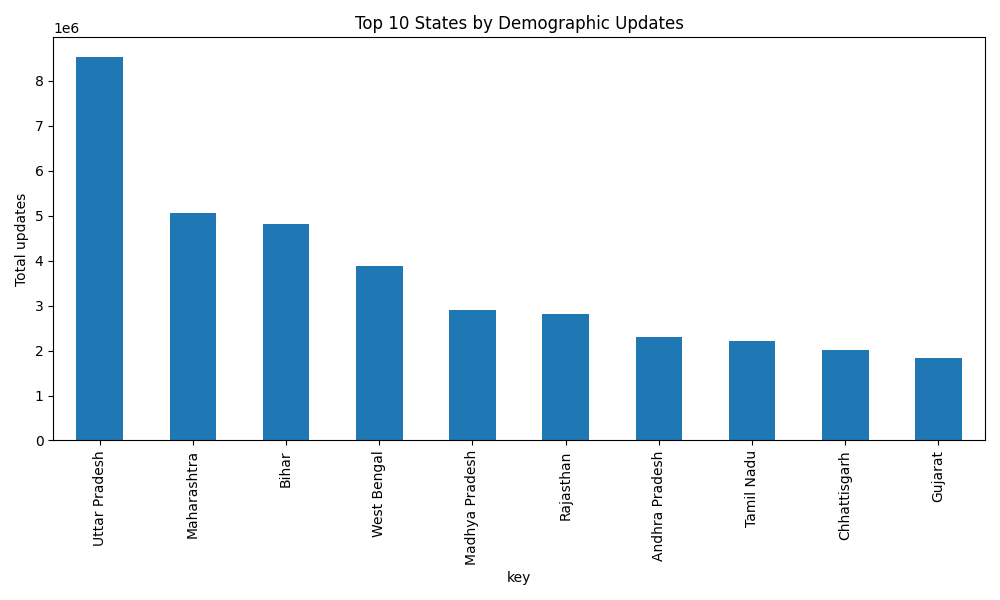 Top 10 States by Demographic Updates
1e6
8
7
6
5
4
3
2
1
0
Total updates
Uttar Pradesh
Maharashtra
Bihar
West Bengal
Madhya Pradesh
Rajasthan
Andhra Pradesh
Tamil Nadu
Chhattisgarh
Gujarat
key